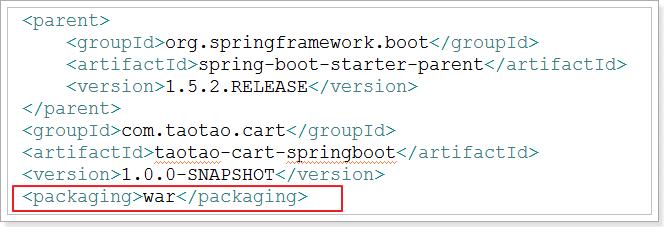 <parent>
<groupId>org.springframework.boot</groupId>
<artifactId>spring-boot-starter-parent</artifactId>
<version>1.5.2.RELEASE</version>
</parent>
<groupId>com.taotao.cart</groupId>
<artifactId>taotao-cart-springboot</artifactId>
<version>1.0.0-SNAPSHOT</version>
<packaging>war</packaging>